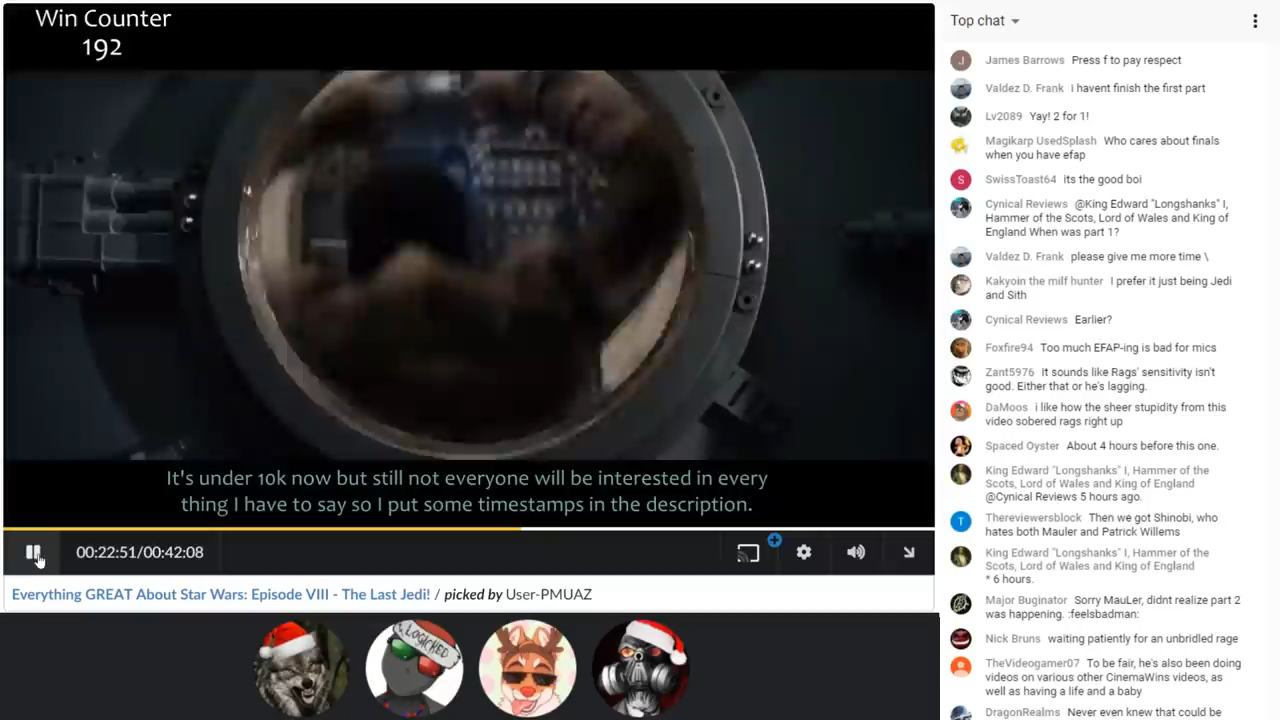 Win Counter
192
It's under 10k now but still not everyone will be interested in every
thing I have to say so I put some timestamps in the description.
00:22:51/00:42:08
Everything GREAT About Star Wars: Episode VIII - The Last Jedi! / picked by User-PMUAZ
LOGICKED
Top chat
James Barrows Press f to pay respect
Valdez D. Frank i havent finish the first part
Lv2089 Yay! 2 for 1!
Magikarp UsedSplash Who cares about finals
when you have efap
S
SwissToast64 its the good boi
Cynical Reviews @King Edward "Longshanks" I,
Hammer of the Scots, Lord of Wales and King of
England When was part 1?
Valdez D. Frank please give me more time \
Kakyoin the milf hunter I prefer it just being Jedi
and Sith
Cynical Reviews Earlier?
Foxfire94 Too much EFAP-ing is bad for mics
Zant5976 It sounds like Rags' sensitivity isn't
good. Either that or he's lagging.
DaMoos i like how the sheer stupidity from this
video sobered rags right up
Spaced Oyster About 4 hours before this one.
King Edward "Longshanks" I, Hammer of the
Scots, Lord of Wales and King of England
@Cynical Reviews 5 hours ago.
T
Thereviewersblock Then we got Shinobi, who
hates both Mauler and Patrick Willems
King Edward "Longshanks" I, Hammer of the
Scots, Lord of Wales and King of England
* 6 hours.
Major Buginator Sorry MauLer, didnt realize part 2
was happening. :feelsbadman:
Nick Bruns waiting patiently for an unbridled rage
TheVideogamer07 To be fair, he's also been doing
videos on various other CinemaWins videos, as
well as having a life and a baby
DragonRealms Never even knew that could be